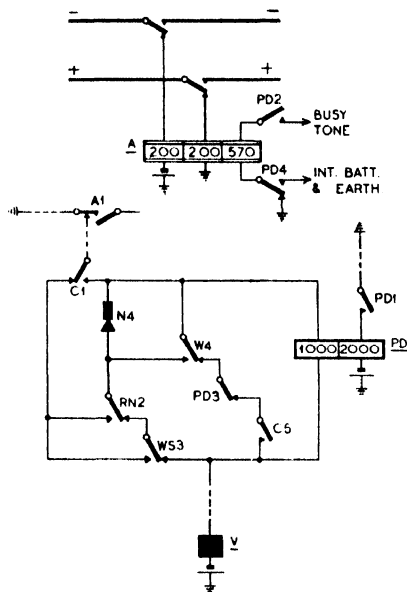 − −
+ +
PD2
BUSY
TONE
A
200 200 570
PD4
INT. BATT.
& EARTH
A1
C1
N4
W4
PD1
1000 2000 PD
PD3
RN2
C5
WS3
V